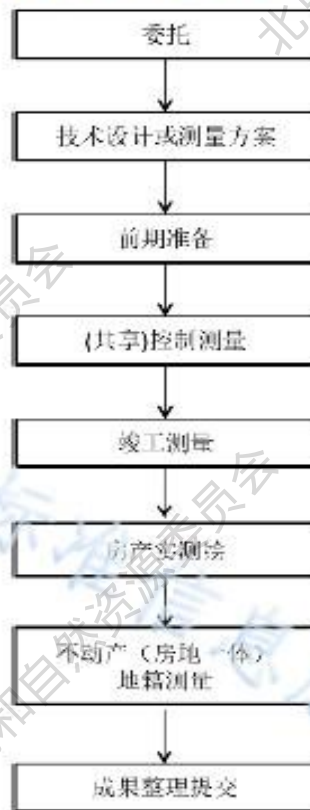 委托
技术设计或测量方案
前期准备
(共享)控制测量
竣工测量
房产实测绘
不动产（房地一体）
地籍测量
成果整理提交